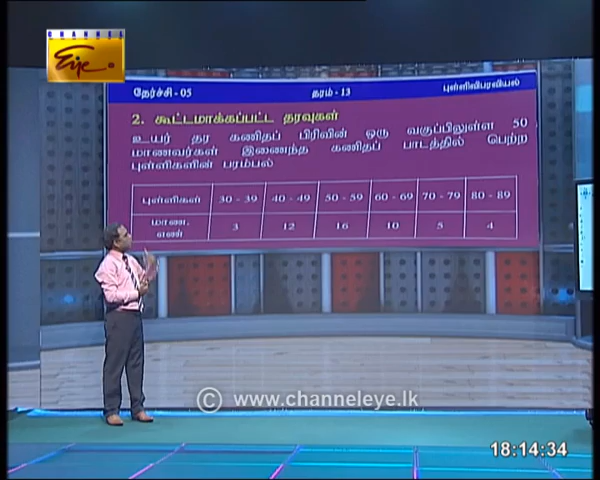 CHANNEL
Eye
தேர்ச்சி - 05 தரம் - 13 புள்ளிவிபரவியல்
2. கூட்டமாக்கப்பட்ட தரவுகள்
உயர் தர கணிதப் பிரிவின் ஒரு வகுப்பிலுள்ள 50
மாணவர்கள் இணைந்த கணிதப் பாடத்தில் பெற்ற
புள்ளிகளின் பரம்பல்
புள்ளிகள் 30 - 39 40 - 49 50 - 59 60 - 69 70 - 79 80 - 89
மாண. 3 12 16 10 5 4
எண்
© www.channeleye.lk
18:14:34